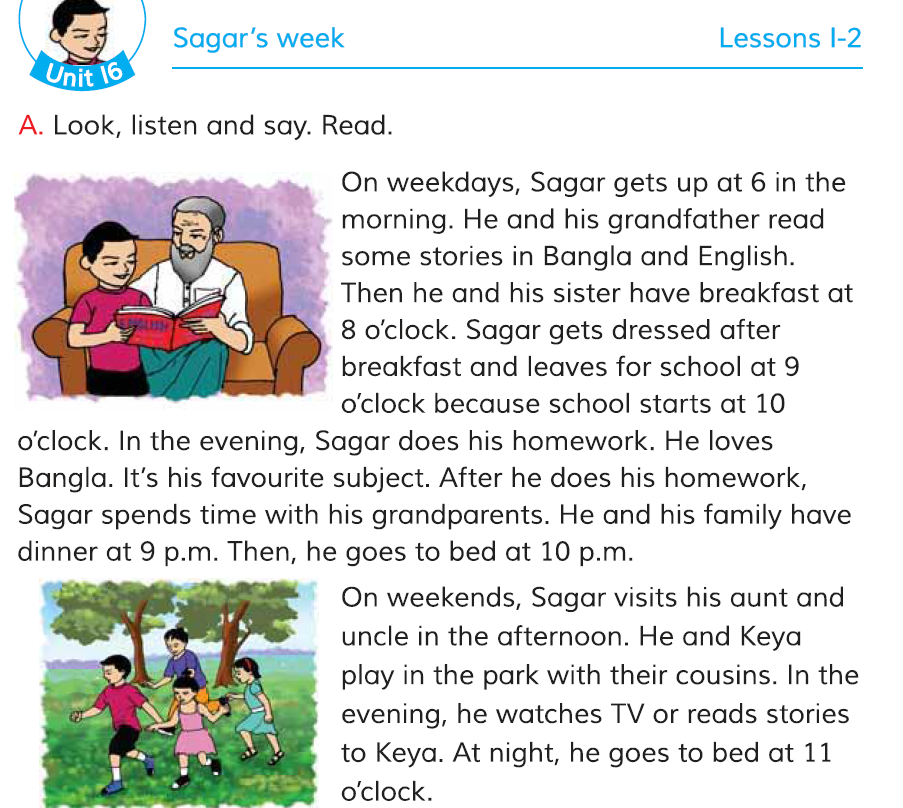 Sagar's week
Lessons 1-2
Unit 16
A. Look, listen and say. Read.
On weekdays, Sagar gets up at 6 in the
morning. He and his grandfather read
some stories in Bangla and English.
Then he and his sister have breakfast at
8 o'clock. Sagar gets dressed after
breakfast and leaves for school at 9
o'clock because school starts at 10
o'clock. In the evening, Sagar does his homework. He loves
Bangla. It's his favourite subject. After he does his homework,
Sagar spends time with his grandparents. He and his family have
dinner at 9 p.m. Then, he goes to bed at 10 p.m.
ENGLISH
On weekends, Sagar visits his aunt and
uncle in the afternoon. He and Keya
play in the park with their cousins. In the
evening, he watches TV or reads stories
to Keya. At night, he goes to bed at 11
o'clock.